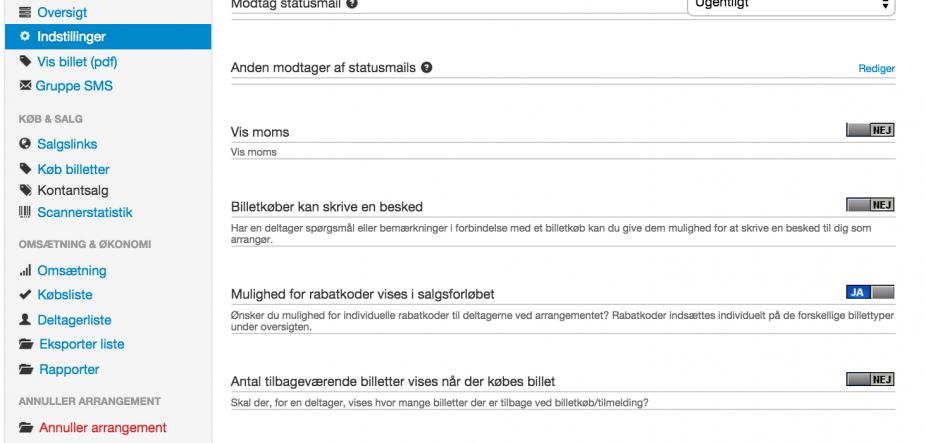 Oversigt
Indstillinger
Vis billet (pdf)
Gruppe SMS
KØB & SALG
Salgslinks
Køb billetter
Kontantsalg
Scannerstatistik
OMSÆTNING & ØKONOMI
Omsætning
Købsliste
Deltagerliste
Eksporter liste
Rapporter
ANNULLER ARRANGEMENT
Annuller arrangement
Modtag statusmail ?
Ugentligt
Anden modtager af statusmails ?
Rediger
Vis moms
NEJ
Vis moms
Billetkøber kan skrive en besked
NEJ
Har en deltager spørgsmål eller bemærkninger i forbindelse med et billetkøb kan du give dem mulighed for at skrive en besked til dig som
arrangør.
Mulighed for rabatkoder vises i salgsforløbet
JA
Ønsker du mulighed for individuelle rabatkoder til deltagerne ved arrangementet? Rabatkoder indsættes individuelt på de forskellige billettyper
under oversigten.
Antal tilbageværende billetter vises når der købes billet
NEJ
Skal der, for en deltager, vises hvor mange billetter der er tilbage ved billetkøb/tilmelding?